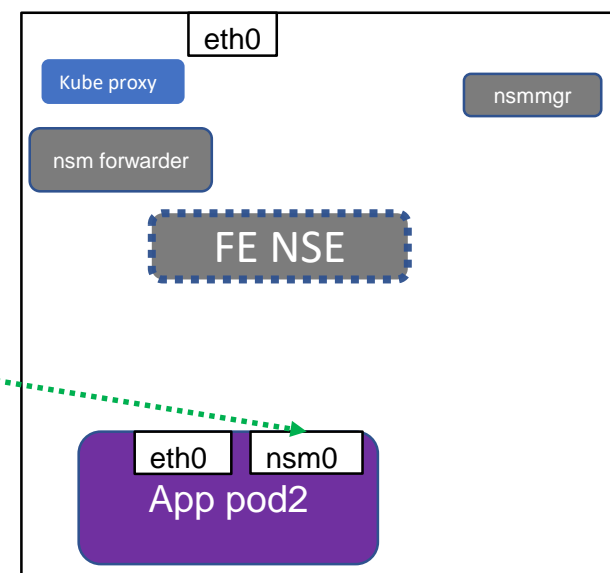 eth0
Kube proxy
nsmmgr
nsm forwarder
FE NSE
eth0
nsm0
App pod2